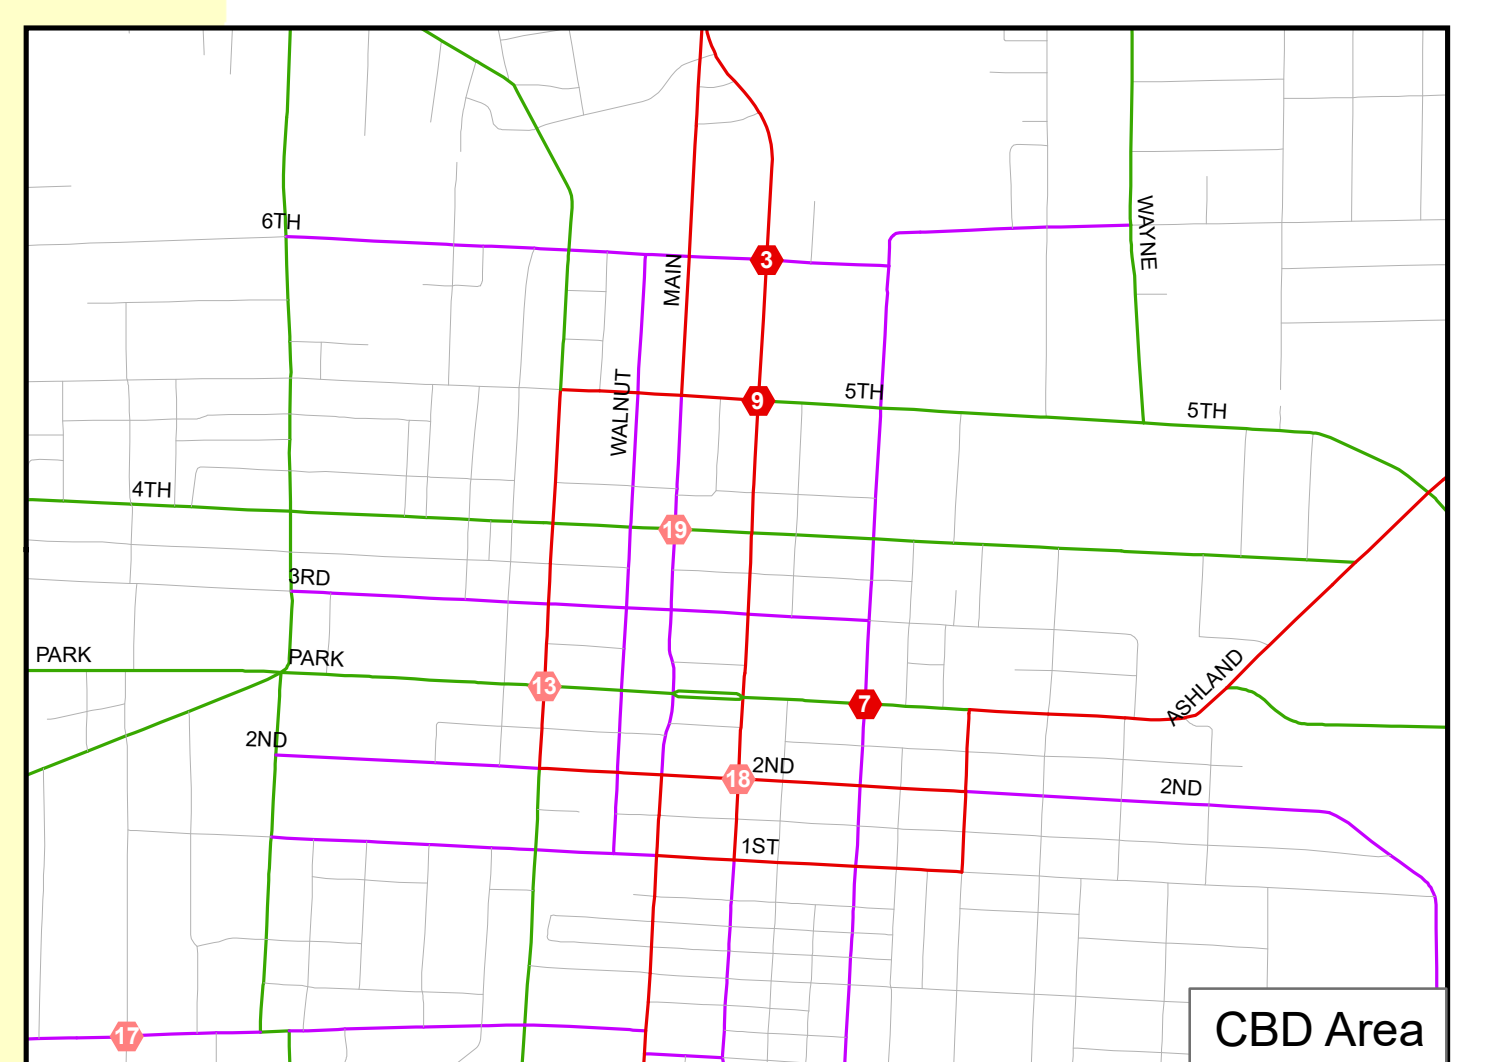 6TH
WAYNE
3
MAIN
WALNUT
5TH
9
5TH
4TH
19
3RD
PARK
PARK
13
7
ASHLAND
2ND
18
2ND
2ND
1ST
17
CBD Area